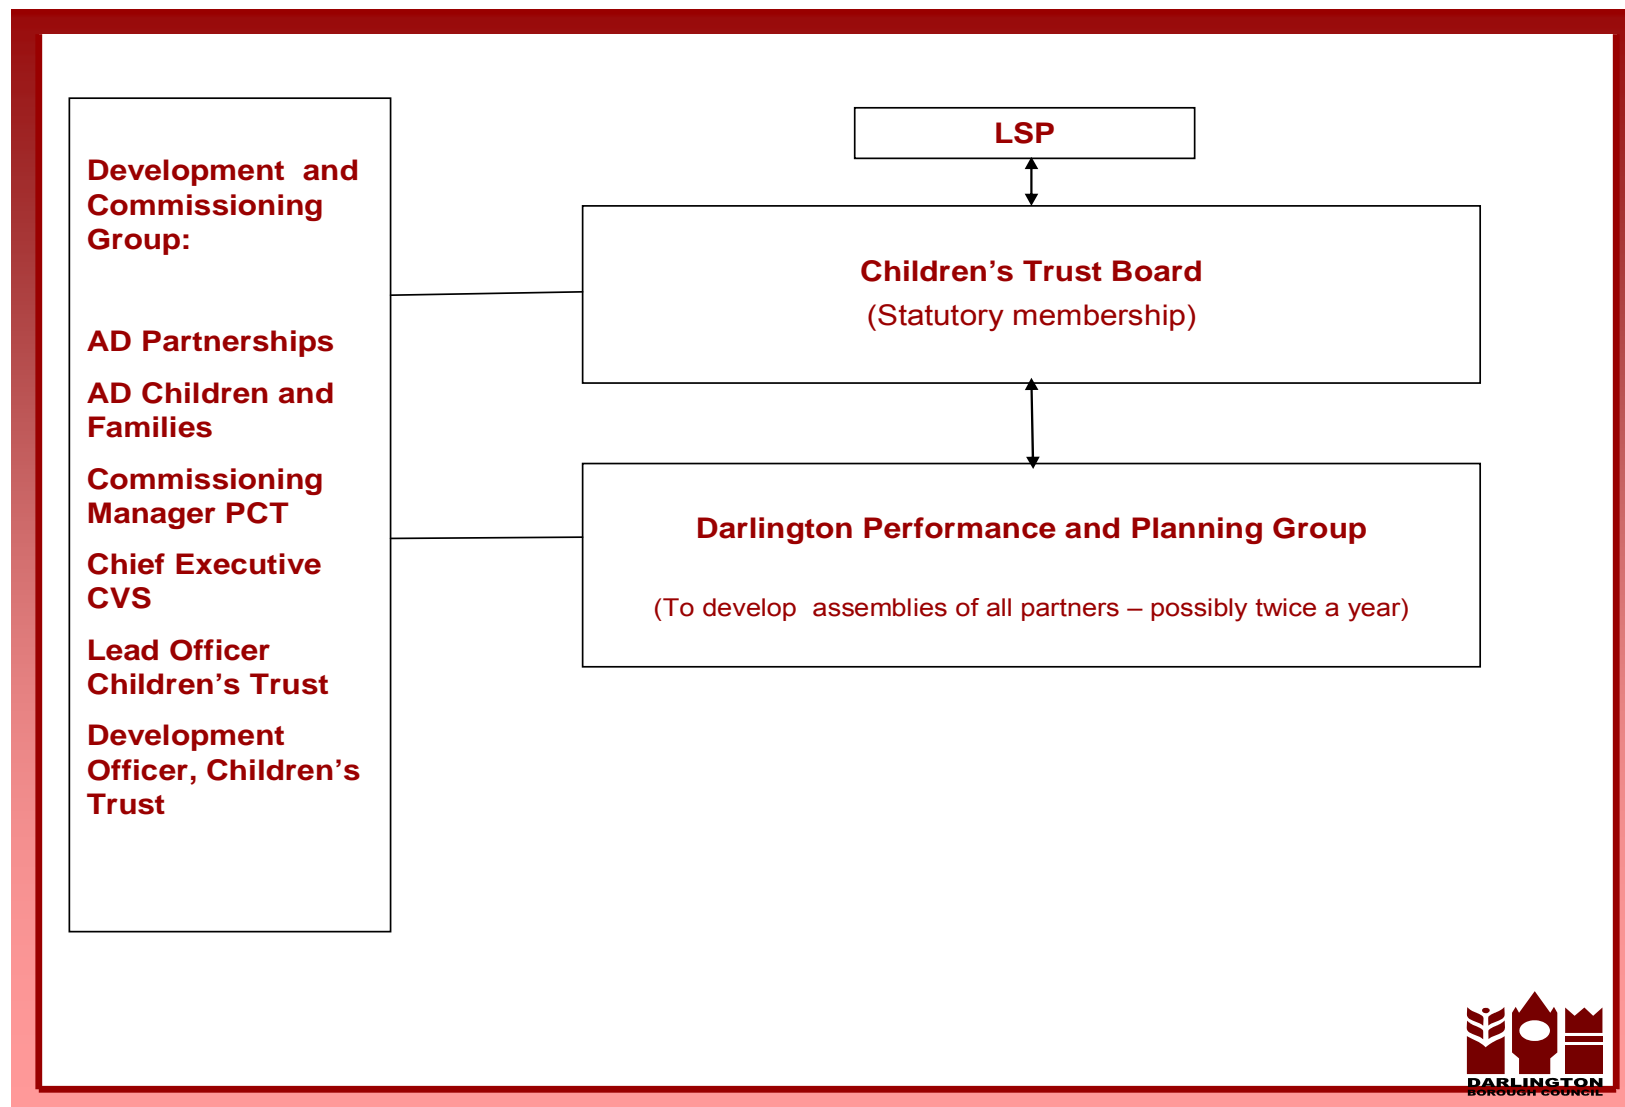 Development and
Commissioning
Group:
AD Partnerships
AD Children and
Families
Commissioning
Manager PCT
Chief Executive
CVS
Lead Officer
Children’s Trust
Development
Officer, Children’s
Trust
LSP
Children’s Trust Board
(Statutory membership)
Darlington Performance and Planning Group
(To develop assemblies of all partners – possibly twice a year)
DARLINGTON
BOROUGH COUNCIL